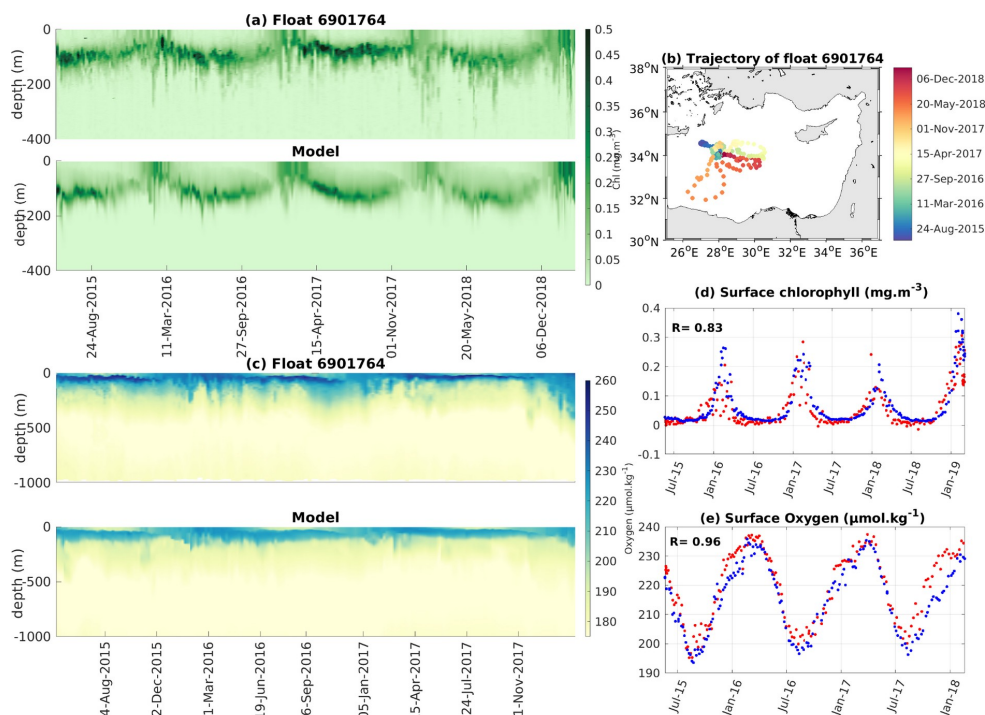 (a) Float 6901764
0
-200
-400
depth (m)
Model
0
-200
-400
depth (m)
24-Aug-2015
11-Mar-2016
27-Sep-2016
15-Apr-2017
01-Nov-2017
20-May-2018
06-Dec-2018
0.5
0.45
0.4
0.35
0.3
0.25
0.2
0.15
0.1
0.05
0
Chl (mg.m⁻³)
(b) Trajectory of float 6901764
38°N
36°N
34°N
32°N
30°N
26°E
28°E
30°E
32°E
34°E
36°E
06-Dec-2018
20-May-2018
01-Nov-2017
15-Apr-2017
27-Sep-2016
11-Mar-2016
24-Aug-2015
(c) Float 6901764
0
-500
-1000
depth (m)
Model
0
-500
-1000
depth (m)
4-Aug-2015
2-Dec-2015
1-Mar-2016
19-Jun-2016
6-Sep-2016
05-Jan-2017
5-Apr-2017
24-Jul-2017
1-Nov-2017
260
250
240
230
220
210
200
190
180
Oxygen (μmol.kg⁻¹)
(d) Surface chlorophyll (mg.m⁻³)
R= 0.83
0.4
0.3
0.2
0.1
0
-0.1
Jul-15
Jan-16
Jul-16
Jan-17
Jul-17
Jan-18
Jul-18
Jan-19
(e) Surface Oxygen (μmol.kg⁻¹)
R= 0.96
240
230
220
210
200
190
Jul-15
Jan-16
Jul-16
Jan-17
Jul-17
Jan-18